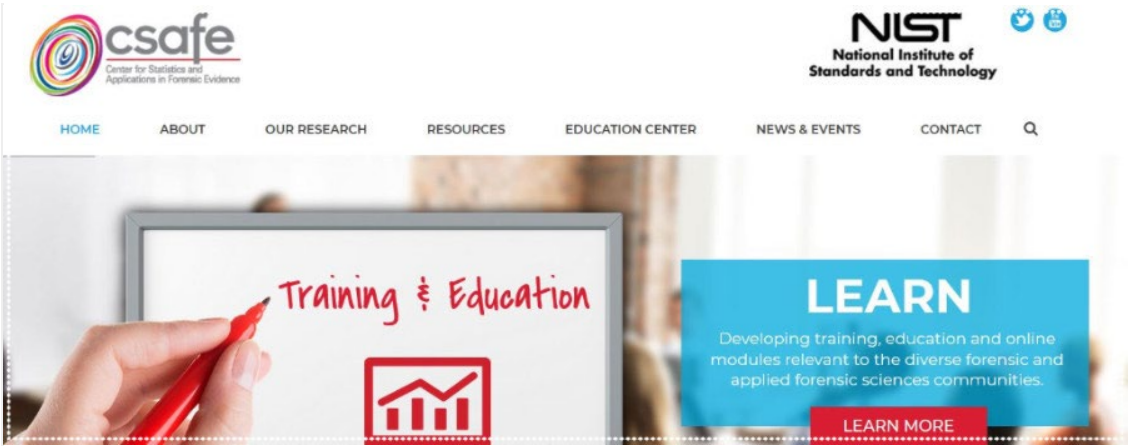 csafe
Center for Statistics and
Applications in Forensic Evidence
NIST
National Institute of
Standards and Technology
You
Tube
HOME ABOUT OUR RESEARCH RESOURCES EDUCATION CENTER NEWS & EVENTS CONTACT
Training & Education
LEARN
Developing training, education and online
modules relevant to the diverse forensic and
applied forensic sciences communities.
LEARN MORE